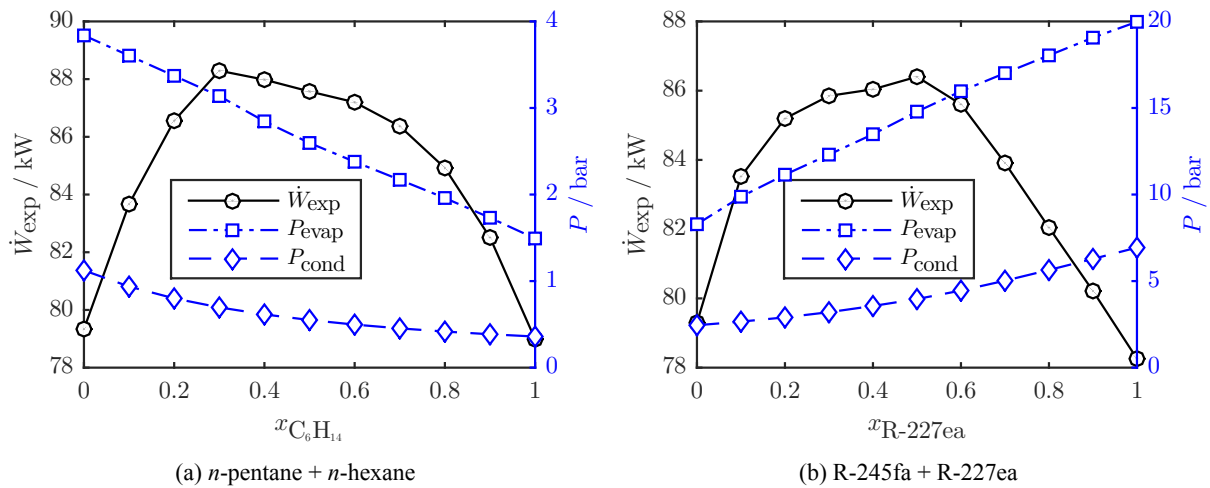 90
88
86
84
82
80
78
Ẇexp / kW
4
3
2
1
0
P / bar
Ẇexp
Pevap
Pcond
0 0.2 0.4 0.6 0.8 1
xC₆H₁₄
(a) n-pentane + n-hexane
88
86
84
82
80
78
Ẇexp / kW
20
15
10
5
0
P / bar
Ẇexp
Pevap
Pcond
0 0.2 0.4 0.6 0.8 1
xR-227ea
(b) R-245fa + R-227ea